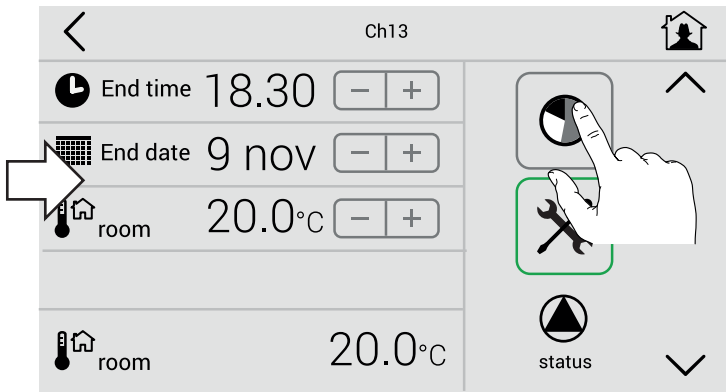 Ch13
End time 18.30 − +
End date 9 nov − +
room 20.0°C − +
room 20.0°C
status